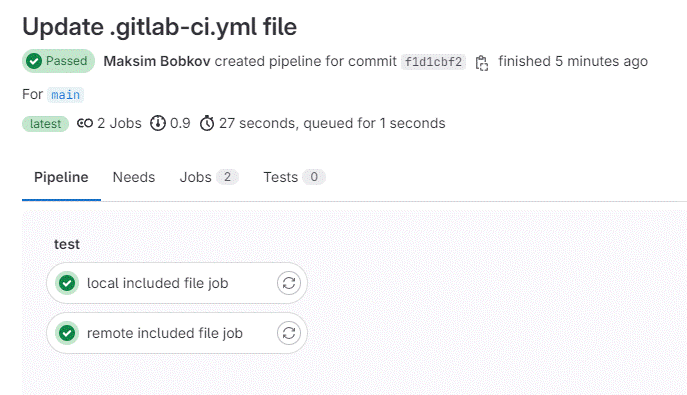 Update .gitlab-ci.yml file
Passed Maksim Bobkov created pipeline for commit f1d1cbf2 finished 5 minutes ago
For main
latest 2 Jobs 0.9 27 seconds, queued for 1 seconds
Pipeline Needs Jobs 2 Tests 0
test
local included file job
remote included file job